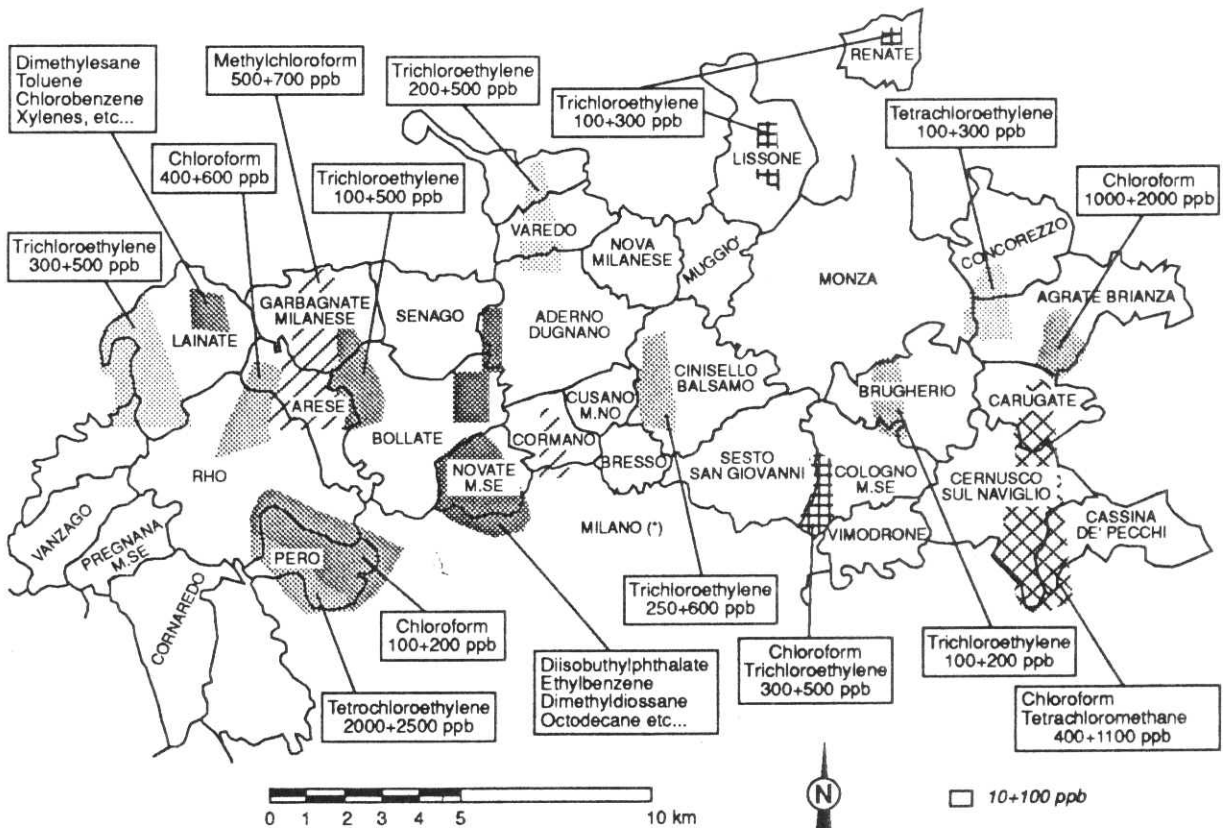 Dimethylesane
Toluene
Chlorobenzene
Xylenes, etc...
Methylchloroform
500+700 ppb
Trichloroethylene
200+500 ppb
Trichloroethylene
100+300 ppb
RENATE
Tetrachloroethylene
100+300 ppb
LISSONE
Chloroform
400+600 ppb
Trichloroethylene
100+500 ppb
Chloroform
1000+2000 ppb
Trichloroethylene
300+500 ppb
VAREDO
NOVA
MILANESE
MUGGIO'
MONZA
CONCOREZZO
AGRATE BRIANZA
LAINATE
GARBAGNATE
MILANESE
SENAGO
ADERNO
DUGNANO
CINISELLO
BALSAMO
BRUGHERIO
CARUGATE
ARESE
BOLLATE
CUSANO
M.NO
CORMANO
BRESSO
RHO
NOVATE
M.SE
SESTO
SAN GIOVANNI
COLOGNO
M.SE
CERNUSCO
SUL NAVIGLIO
CASSINA
DE' PECCHI
VANZAGO
PREGNANA
M.SE
PERO
MILANO (*)
VIMODRONE
CORNAREDO
Chloroform
100+200 ppb
Trichloroethylene
250+600 ppb
Tetrochloroethylene
2000+2500 ppb
Diisobuthylphthalate
Ethylbenzene
Dimethyldiossane
Octodecane etc...
Chloroform
Trichloroethylene
300+500 ppb
Trichloroethylene
100+200 ppb
Chloroform
Tetrachloromethane
400+1100 ppb
0 1 2 3 4 5 10 km
N
10+100 ppb